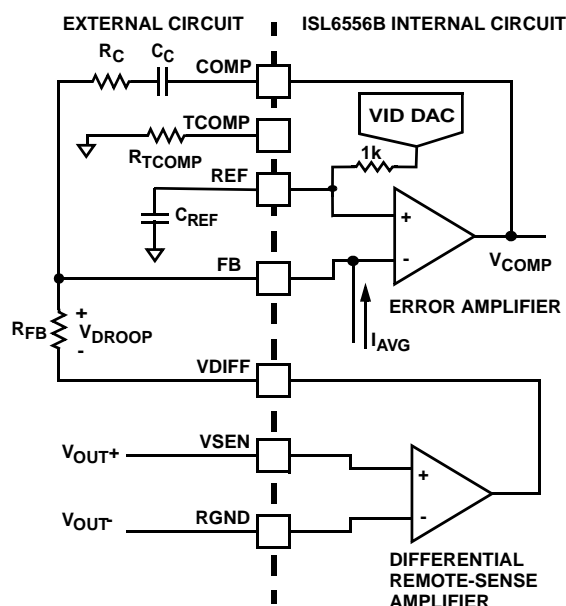 EXTERNAL CIRCUIT
ISL6556B INTERNAL CIRCUIT
RC
CC
COMP
TCOMP
VID DAC
RTCOMP
1k
REF
+
CREF
-
VCOMP
FB
ERROR AMPLIFIER
IAVG
+
RFB
VDROOP
-
VDIFF
VOUT+
VSEN
+
VOUT-
RGND
-
DIFFERENTIAL
REMOTE-SENSE
AMPLIFIER